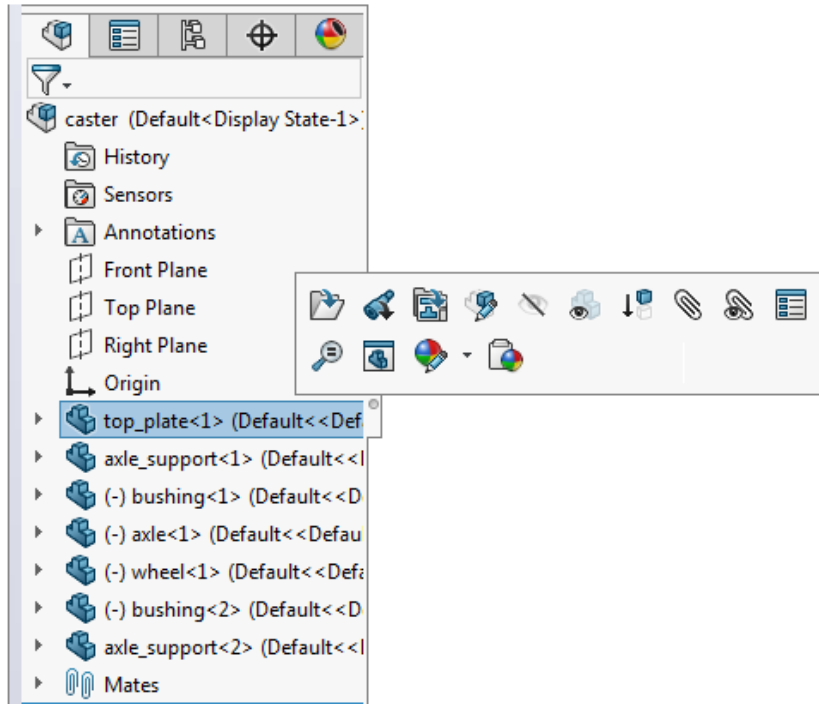 caster (Default<Display State-1>)
History
Sensors
A Annotations
Front Plane
Top Plane
Right Plane
Origin
top_plate<1> (Default<<Def
axle_support<1> (Default<<
(-) bushing<1> (Default<<D
(-) axle<1> (Default<<Defau
(-) wheel<1> (Default<<Defa
(-) bushing<2> (Default<<D
axle_support<2> (Default<<
Mates